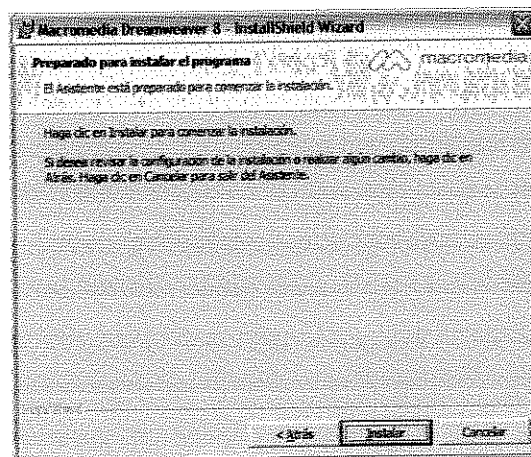 Macromedia Dreamweaver 8 - InstallShield Wizard
Preparado para instalar el programa
macromedia
El Asistente está preparado para comenzar la instalación.
Haga clic en Instalar para comenzar la instalación.
Si desea revisar la configuración de la instalación o realizar algún cambio, haga clic en
Atrás. Haga clic en Cancelar para salir del Asistente.
< Atrás
Instalar
Cancelar